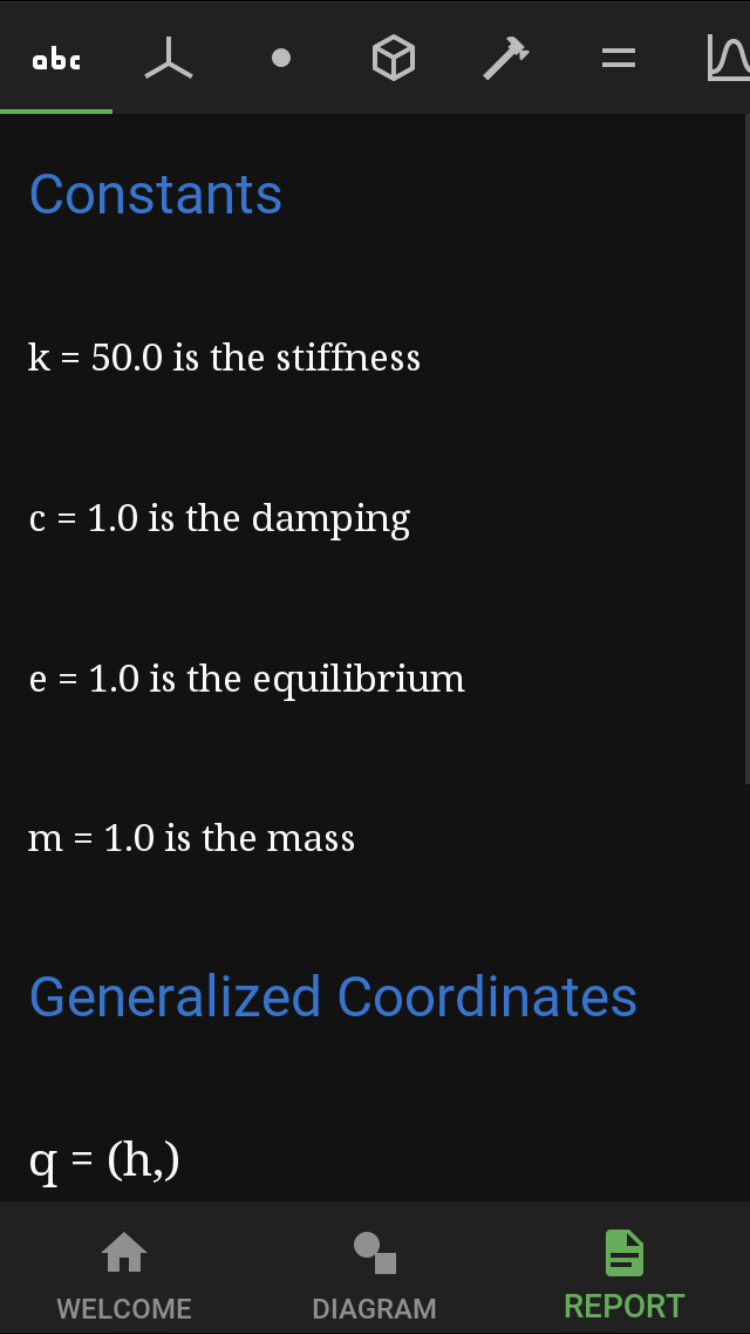 abc
Constants
k = 50.0 is the stiffness
c = 1.0 is the damping
e = 1.0 is the equilibrium
m = 1.0 is the mass
Generalized Coordinates
q = (h,)
WELCOME
DIAGRAM
REPORT